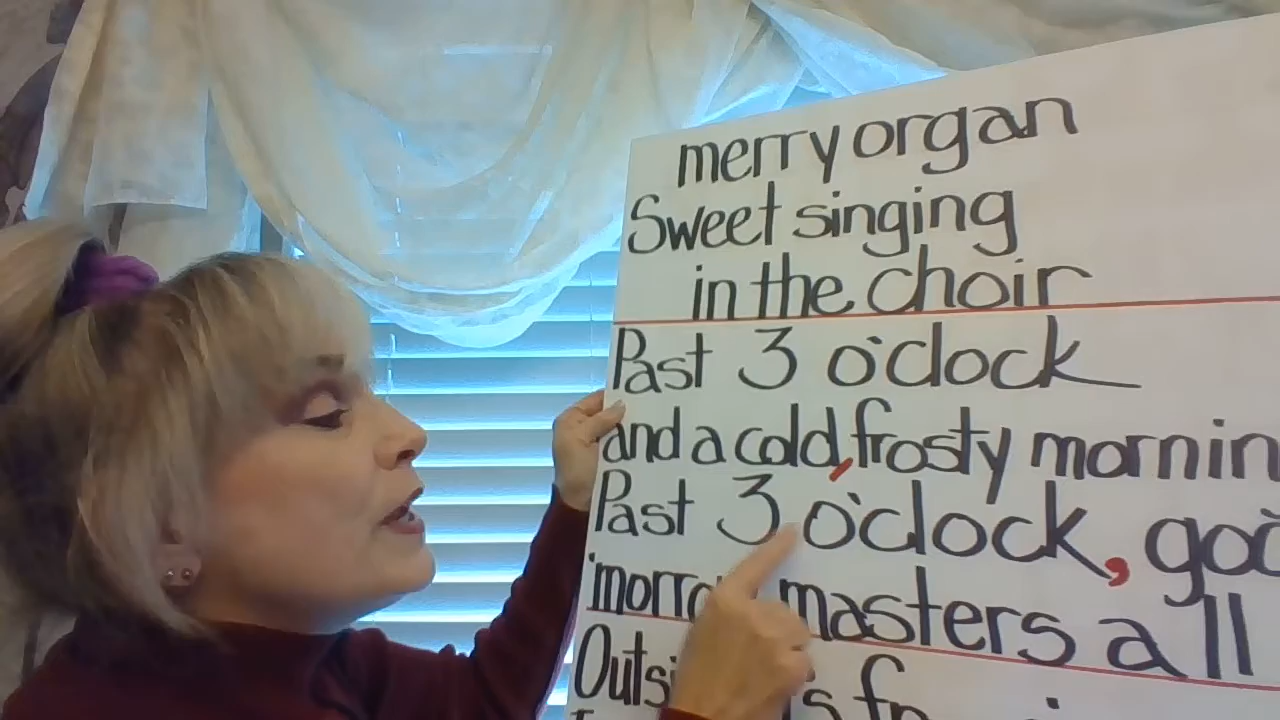 merry organ
Sweet singing
in the choir
Past 3 o'clock
and a cold, frosty mornin
Past 3 o'clock, goo
masters all